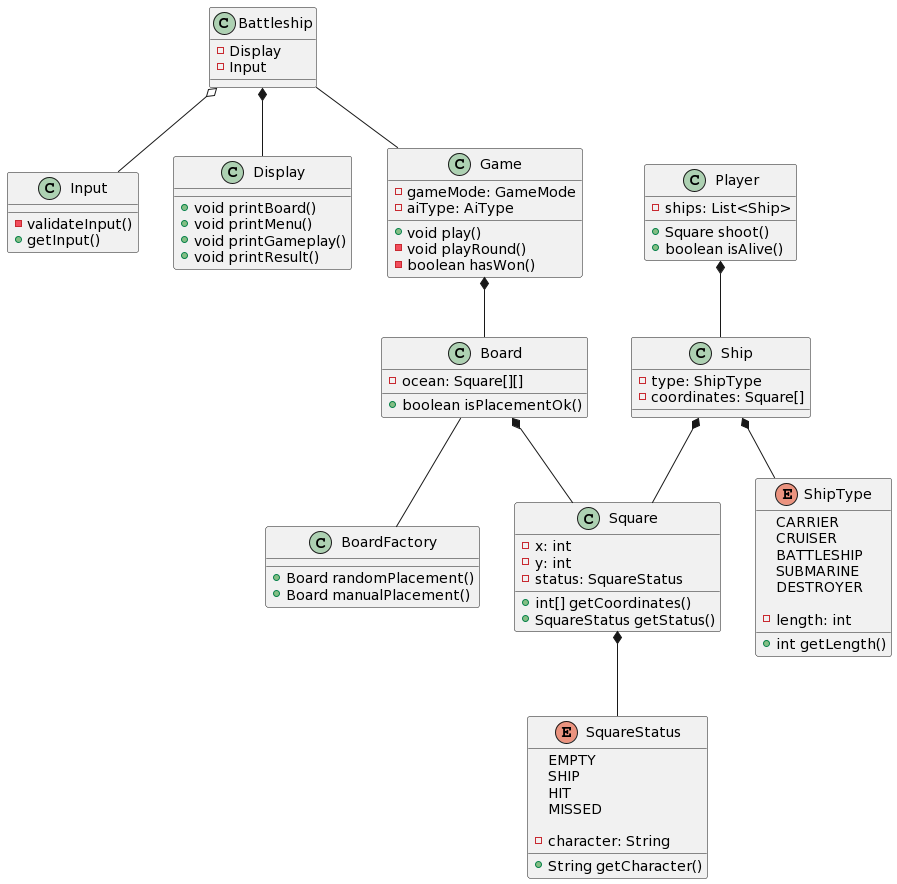 C Battleship
Display
Input
C Input
validateInput()
getInput()
C Display
void printBoard()
void printMenu()
void printGameplay()
void printResult()
C Game
gameMode: GameMode
aiType: AiType
void play()
void playRound()
boolean hasWon()
C Player
ships: List<Ship>
Square shoot()
boolean isAlive()
C Board
ocean: Square[][]
boolean isPlacementOk()
C Ship
type: ShipType
coordinates: Square[]
C BoardFactory
Board randomPlacement()
Board manualPlacement()
C Square
x: int
y: int
status: SquareStatus
int[] getCoordinates()
SquareStatus getStatus()
E ShipType
CARRIER
CRUISER
BATTLESHIP
SUBMARINE
DESTROYER
length: int
int getLength()
E SquareStatus
EMPTY
SHIP
HIT
MISSED
character: String
String getCharacter()